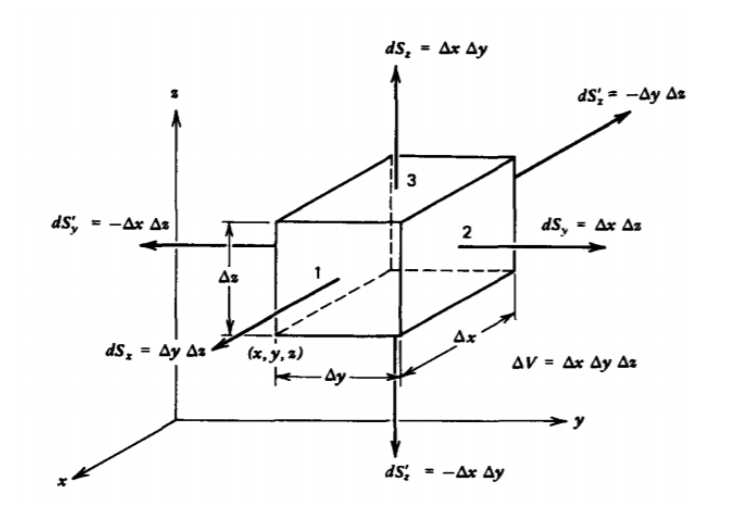 dS_z = Δx Δy
z
dS'_z = −Δy Δz
3
dS'_y = −Δx Δz
2
dS_y = Δx Δz
1
Δz
dS_x = Δy Δz
(x, y, z)
Δx
Δy
ΔV = Δx Δy Δz
y
x
dS'_z = −Δx Δy